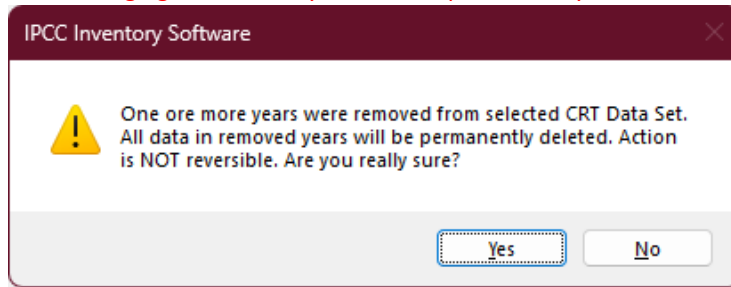 IPCC Inventory Software
One ore more years were removed from selected CRT Data Set.
All data in removed years will be permanently deleted. Action
is NOT reversible. Are you really sure?
Yes
No